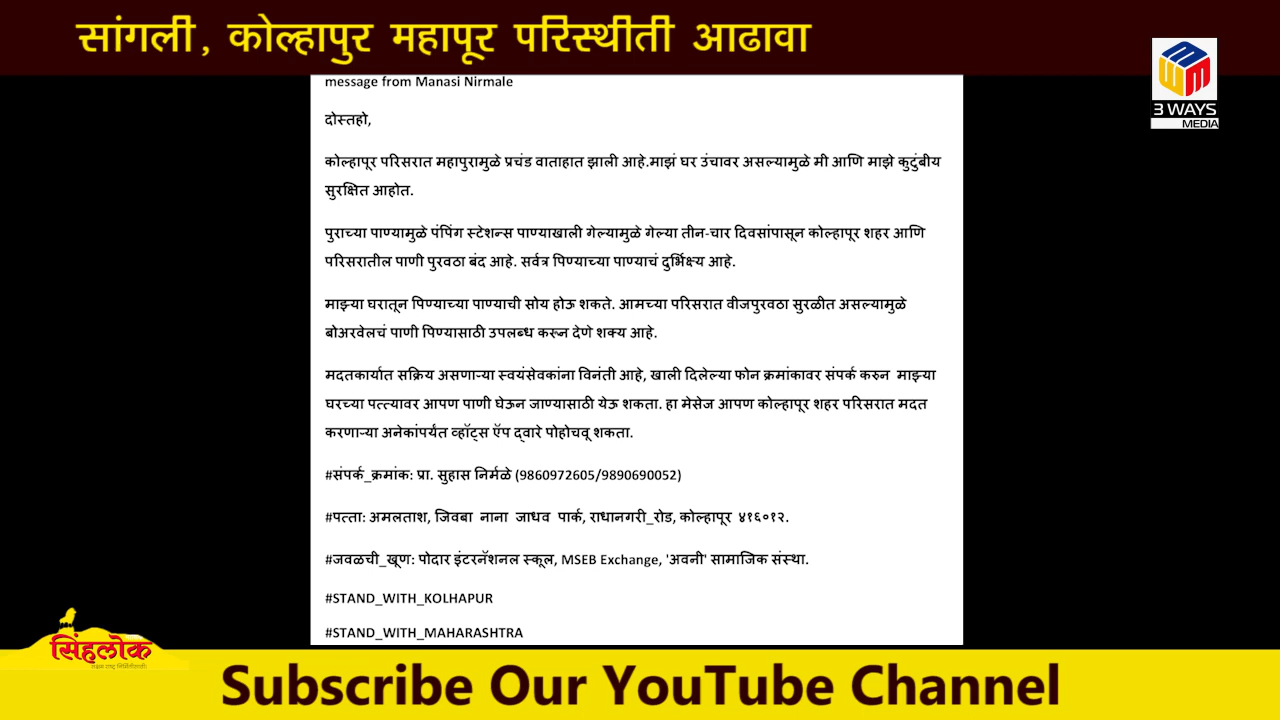 सांगली, कोल्हापुर महापूर परिस्थीती आढावा
3 WAYS
MEDIA
message from Manasi Nirmale
दोस्तहो,
कोल्हापूर परिसरात महापुरामुळे प्रचंड वाताहात झाली आहे.माझं घर उंचावर असल्यामुळे मी आणि माझे कुटुंबीय
सुरक्षित आहोत.
पुराच्या पाण्यामुळे पंपिंग स्टेशन्स पाण्याखाली गेल्यामुळे गेल्या तीन-चार दिवसांपासून कोल्हापूर शहर आणि
परिसरातील पाणी पुरवठा बंद आहे. सर्वत्र पिण्याच्या पाण्याचं दुर्भिक्ष्य आहे.
माझ्या घरातून पिण्याच्या पाण्याची सोय होऊ शकते. आमच्या परिसरात वीजपुरवठा सुरळीत असल्यामुळे
बोअरवेलचं पाणी पिण्यासाठी उपलब्ध करून देणे शक्य आहे.
मदतकार्यात सक्रिय असणाऱ्या स्वयंसेवकांना विनंती आहे, खाली दिलेल्या फोन क्रमांकावर संपर्क करुन माझ्या
घरच्या पत्त्यावर आपण पाणी घेऊन जाण्यासाठी येऊ शकता. हा मेसेज आपण कोल्हापूर शहर परिसरात मदत
करणाऱ्या अनेकांपर्यंत व्हॉट्स ऍप द्वारे पोहोचवू शकता.
#संपर्क_क्रमांक: प्रा. सुहास निर्मळे (9860972605/9890690052)
#पत्ता: अमलताश, जिवबा नाना जाधव पार्क, राधानगरी_रोड, कोल्हापूर ४१६०१२.
#जवळची_खूण: पोदार इंटरनॅशनल स्कूल, MSEB Exchange, 'अवनी' सामाजिक संस्था.
#STAND_WITH_KOLHAPUR
#STAND_WITH_MAHARASHTRA
सिंहलोक
Subscribe Our YouTube Channel